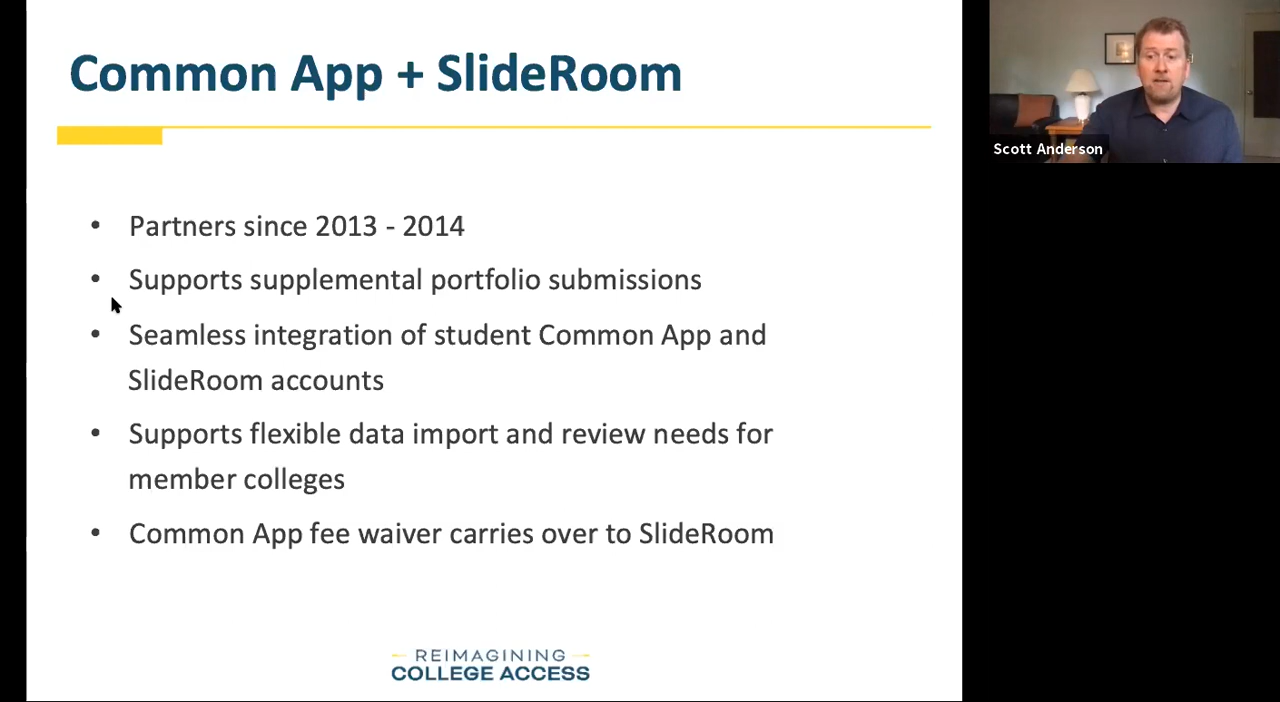 Common App + SlideRoom
• Partners since 2013 - 2014
• Supports supplemental portfolio submissions
• Seamless integration of student Common App and
SlideRoom accounts
• Supports flexible data import and review needs for
member colleges
• Common App fee waiver carries over to SlideRoom
REIMAGINING
COLLEGE ACCESS
Scott Anderson